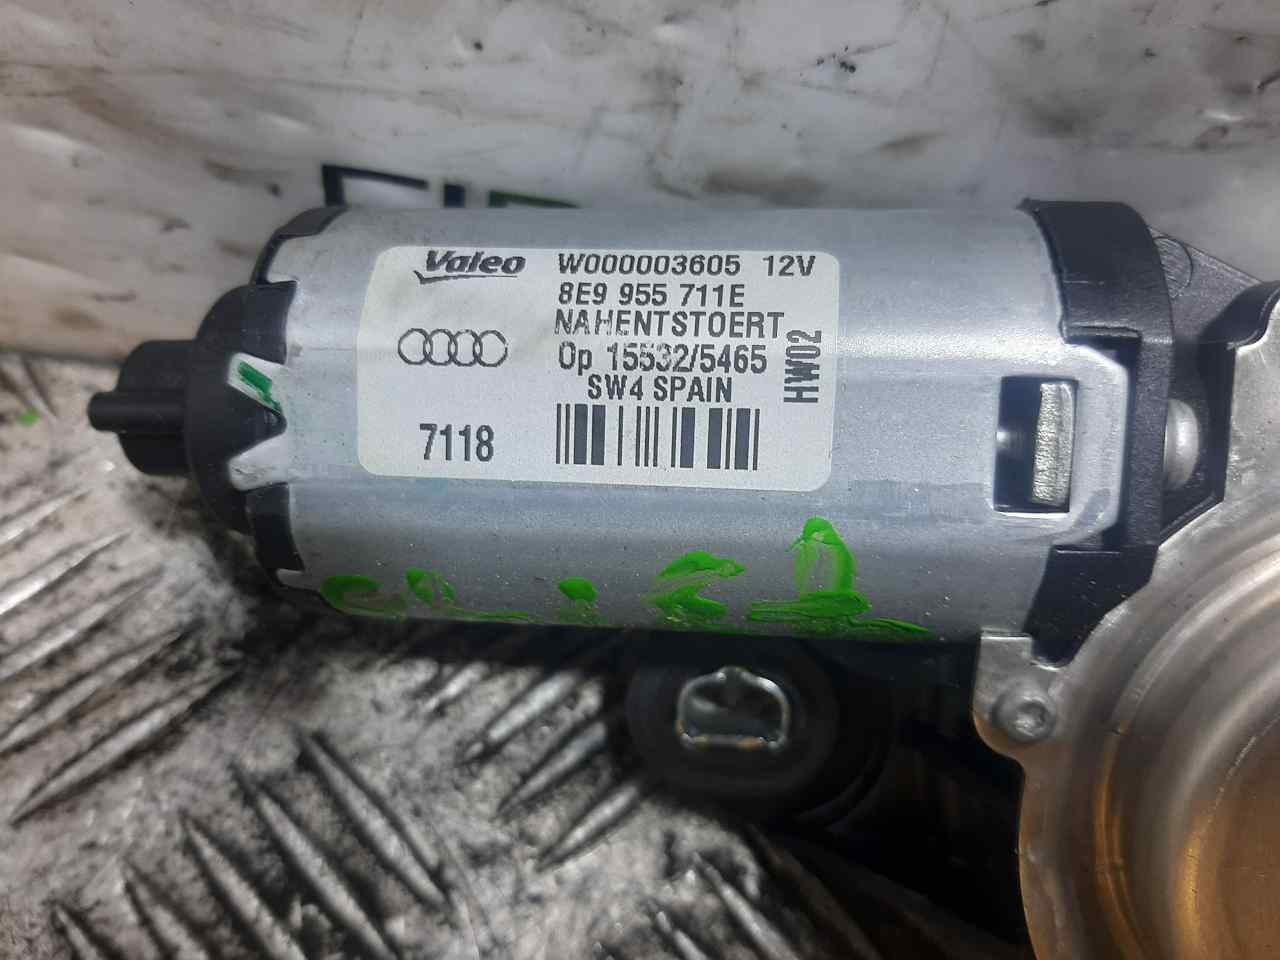 Valeo W000003605 12V
8E9 955 711E
NAHENTSTOERT
Op 15532/5465
SW4 SPAIN
HW02
7118